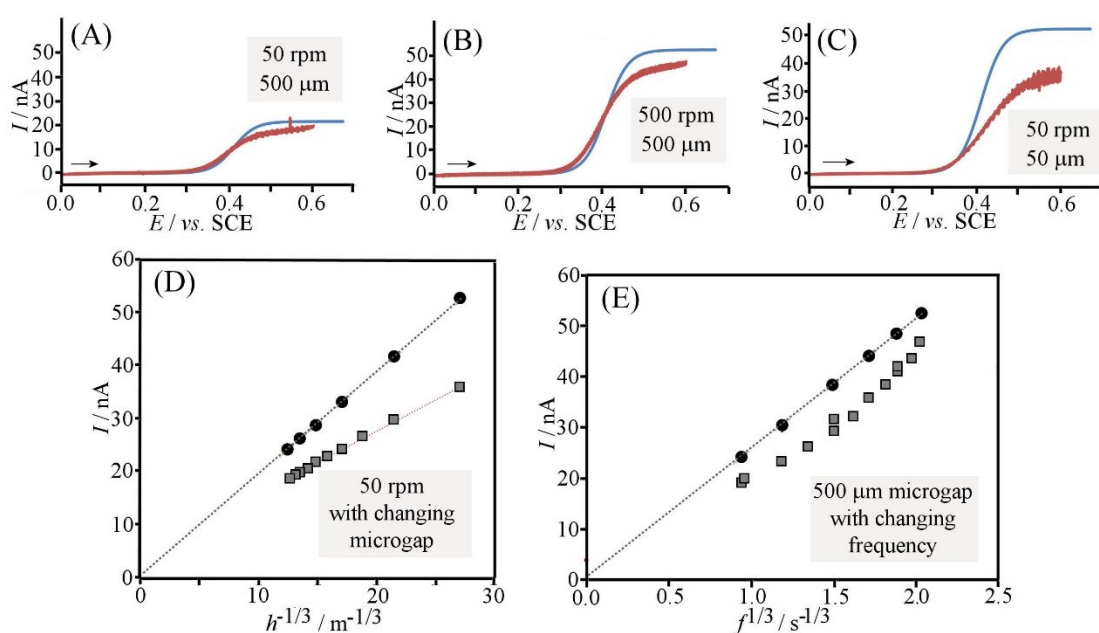 (A)
50 rpm
500 μm
I / nA
50
40
30
20
10
0
0.0
0.2
0.4
0.6
E / vs. SCE
(B)
500 rpm
500 μm
I / nA
50
40
30
20
10
0
0.0
0.2
0.4
0.6
E / vs. SCE
(C)
50 rpm
50 μm
I / nA
50
40
30
20
10
0
0.0
0.2
0.4
0.6
E / vs. SCE
(D)
50 rpm
with changing
microgap
I / nA
60
50
40
30
20
10
0
0
10
20
30
h-1/3 / m-1/3
(E)
500 μm microgap
with changing
frequency
I / nA
60
50
40
30
20
10
0
0.0
0.5
1.0
1.5
2.0
2.5
f1/3 / s-1/3